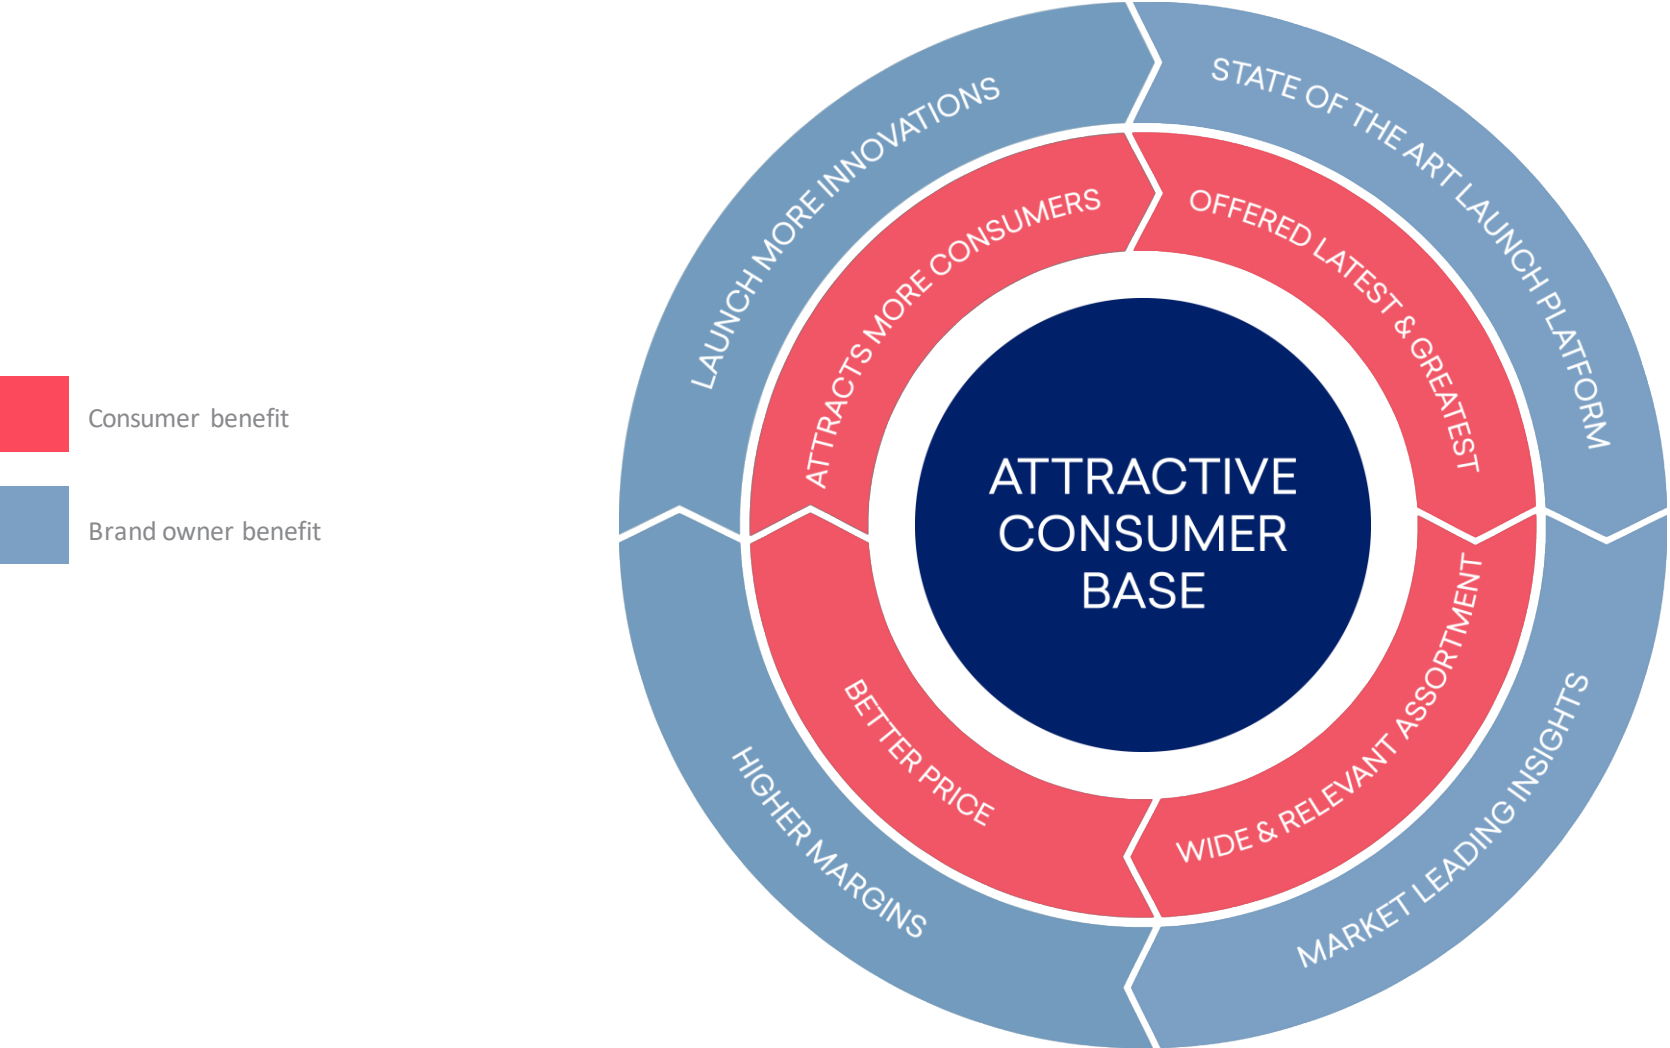 Consumer benefit
Brand owner benefit
LAUNCH MORE INNOVATIONS
STATE OF THE ART LAUNCH PLATFORM
MARKET LEADING INSIGHTS
HIGHER MARGINS
ATTRACTS MORE CONSUMERS
OFFERED LATEST & GREATEST
WIDE & RELEVANT ASSORTMENT
BETTER PRICE
ATTRACTIVE
CONSUMER
BASE